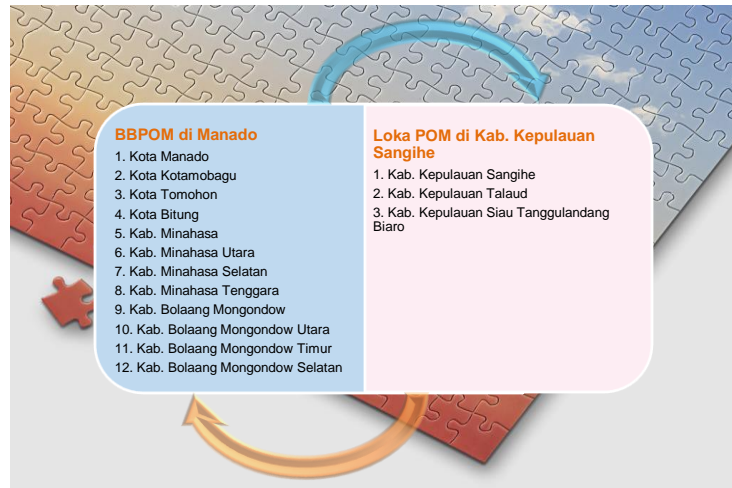 BBPOM di Manado
1. Kota Manado
2. Kota Kotamobagu
3. Kota Tomohon
4. Kota Bitung
5. Kab. Minahasa
6. Kab. Minahasa Utara
7. Kab. Minahasa Selatan
8. Kab. Minahasa Tenggara
9. Kab. Bolaang Mongondow
10. Kab. Bolaang Mongondow Utara
11. Kab. Bolaang Mongondow Timur
12. Kab. Bolaang Mongondow Selatan
Loka POM di Kab. Kepulauan
Sangihe
1. Kab. Kepulauan Sangihe
2. Kab. Kepulauan Talaud
3. Kab. Kepulauan Siau Tanggulandang
Biaro